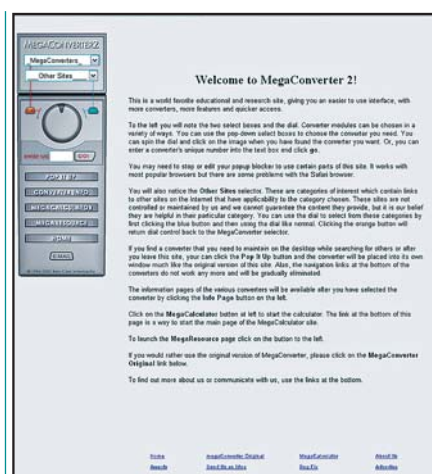 MEGACONVERTERZ
_MegaConverters_
__Other Sites__
GO!
POP IT UP
CONVERTER INFO
MEGACALCULATOR
MEGARESOURCE
HOME
EMAIL
Welcome to MegaConverter 2!
This is a world favorite educational and research site, giving you an easier to use interface, with
more converters, more features and quicker access.
To the left you will note the two select boxes and the dial. Converter modules can be chosen in a
variety of ways. You can use the pop-down select boxes to choose the converter you need. You
can spin the dial and click on the image when you have found the converter you want. Or, you can
enter a converter's unique number into the text box and click go.
You may need to stop or edit your popup blocker to use certain parts of this site. It works with
most popular browsers but there are some problems with the Safari browser.
You will also notice the Other Sites selector. These are categories of interest which contain links
to other sites on the Internet that have applicability to the category chosen. These sites are not
controlled or maintained by us and we cannot guarantee the content they provide, but it is our belief
they are helpful in their particular category. You can use the dial to select from these categories by
first clicking the blue button and then using the dial like normal. Clicking the orange button will
return dial control back to the MegaConverter selector.
If you find a converter that you need to maintain on the desktop while searching for others or after
you leave this site, your can click the Pop It Up button and the converter will be placed into its own
window much like the original version of this site. Also, the navigation links at the bottom of the
converters do not work any more and will be gradually eliminated.
The information pages of the various converters will be available after you have selected the
converter by clicking the Info Page button on the left.
Click on the MegaCalculator button at left to start the calculator. The link at the bottom of this
page is a way to start the main page of the MegaCalculator site.
To launch the MegaResource page click on the button to the left.
If you would rather use the original version of MegaConverter, please click on the MegaConverter
Original link below.
To find out more about us or communicate with us, use the links at the bottom.
Home megaConverter Original MegaCalculator About Us
Awards Send Us an Idea Bug Fix Advertise